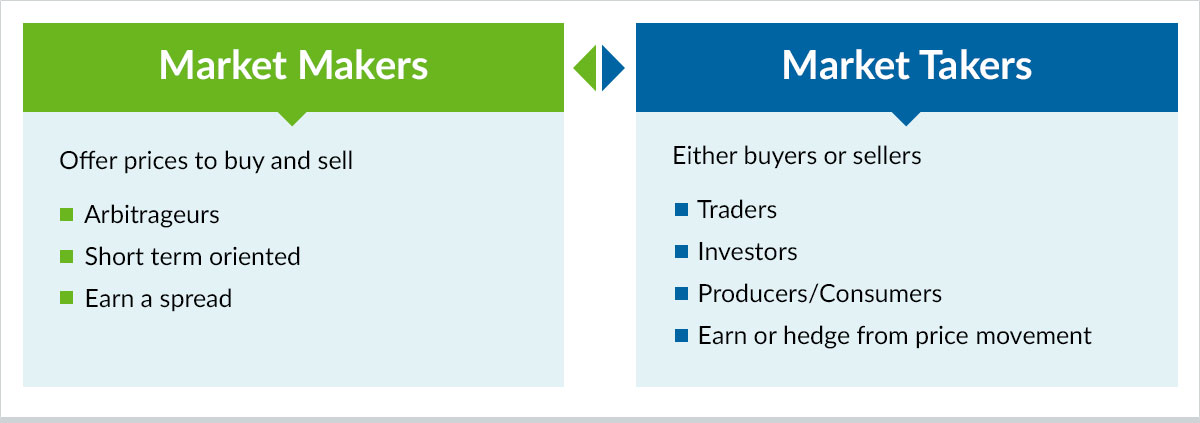 Market Makers
Offer prices to buy and sell
Arbitrageurs
Short term oriented
Earn a spread
Market Takers
Either buyers or sellers
Traders
Investors
Producers/Consumers
Earn or hedge from price movement